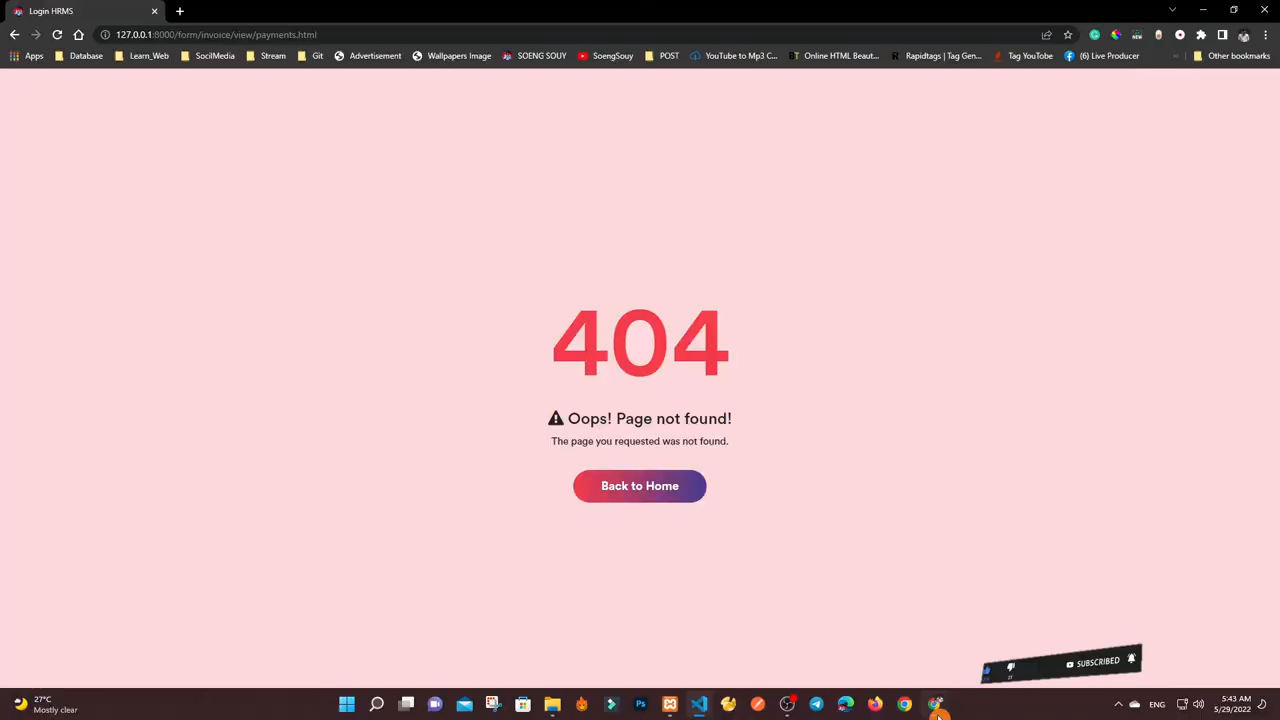 Login HRMS
127.0.0.1:8000/form/invoice/view/payments.html
Apps Database Learn_Web SocilMedia Stream Git Advertisement Wallpapers Image SOENG SOUY SoengSouy POST YouTube to Mp3 C... Online HTML Beaut... Rapidtags | Tag Gen... Tag YouTube (6) Live Producer Other bookmarks
404
Oops! Page not found!
The page you requested was not found.
Back to Home
SUBSCRIBED
27°C
Mostly clear
ENG
5:43 AM
5/29/2022